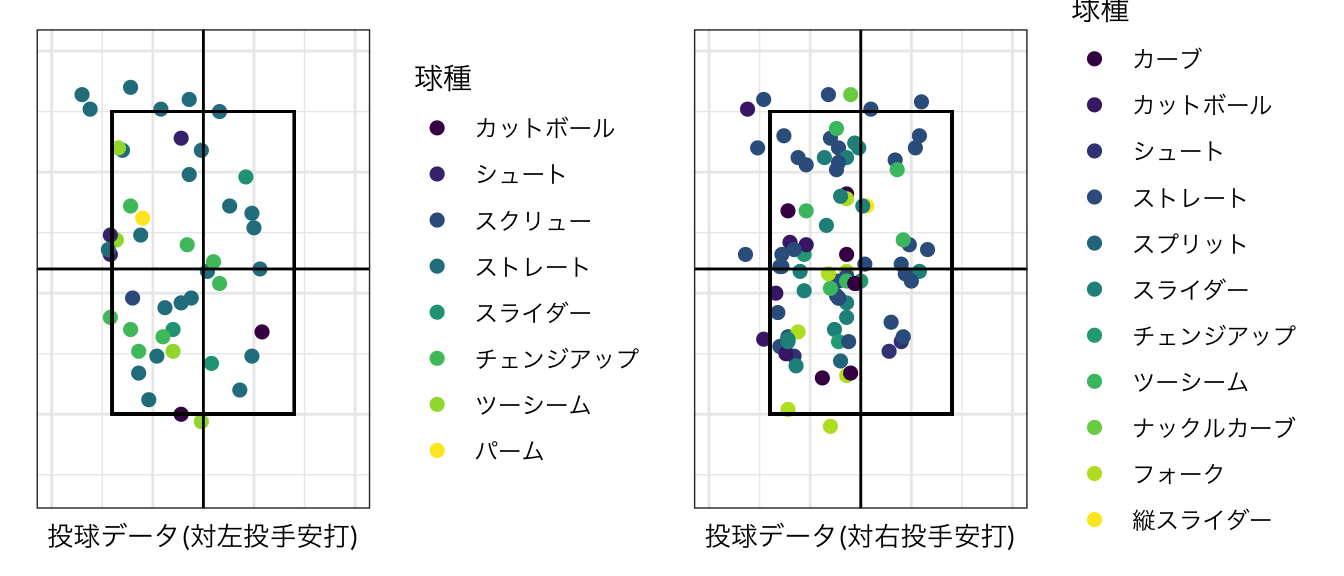 球種
カットボール
シュート
スクリュー
ストレート
スライダー
チェンジアップ
ツーシーム
パーム
投球データ(対左投手安打)
球種
カーブ
カットボール
シュート
ストレート
スプリット
スライダー
チェンジアップ
ツーシーム
ナックルカーブ
フォーク
縦スライダー
投球データ(対右投手安打)